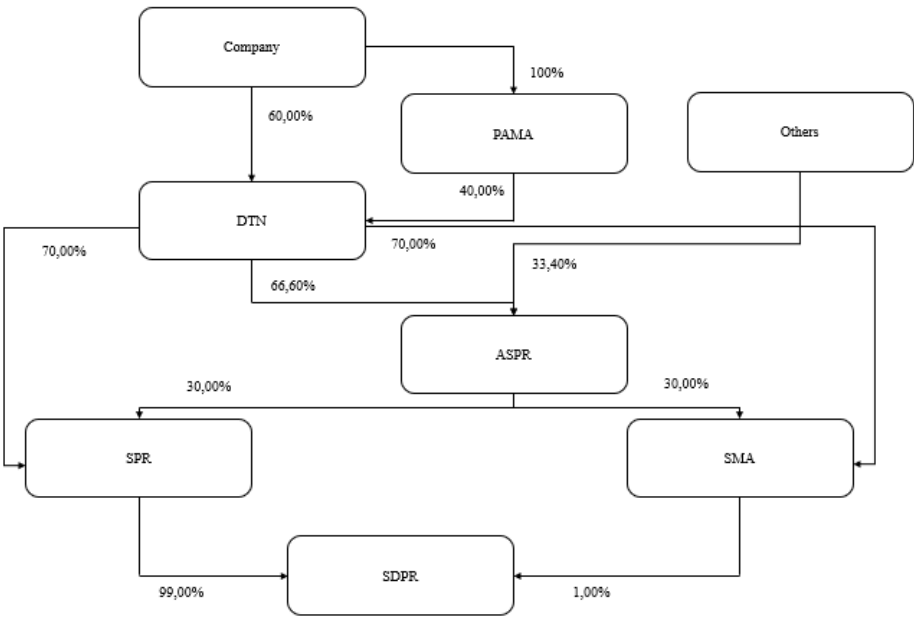 Company
100%
60,00%
PAMA
Others
40,00%
DTN
70,00%
70,00%
33,40%
66,60%
ASPR
30,00%
30,00%
SPR
SMA
SDPR
99,00%
1,00%